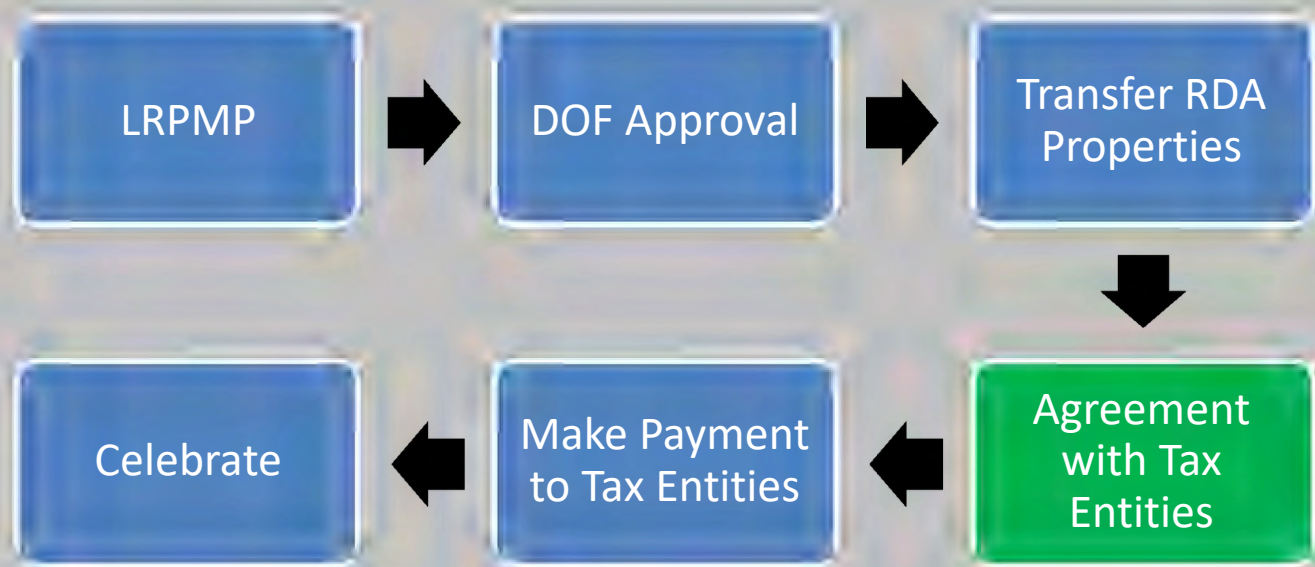 LRPMP
DOF Approval
Transfer RDA
Properties
Agreement
with Tax
Entities
Make Payment
to Tax Entities
Celebrate